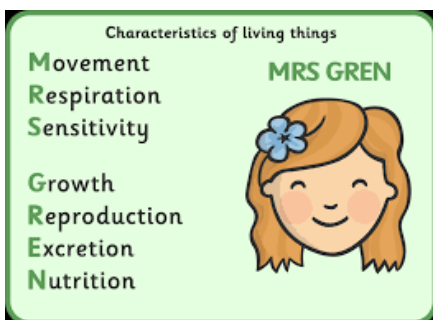 Characteristics of living things
Movement
Respiration
Sensitivity
MRS GREN
Growth
Reproduction
Excretion
Nutrition